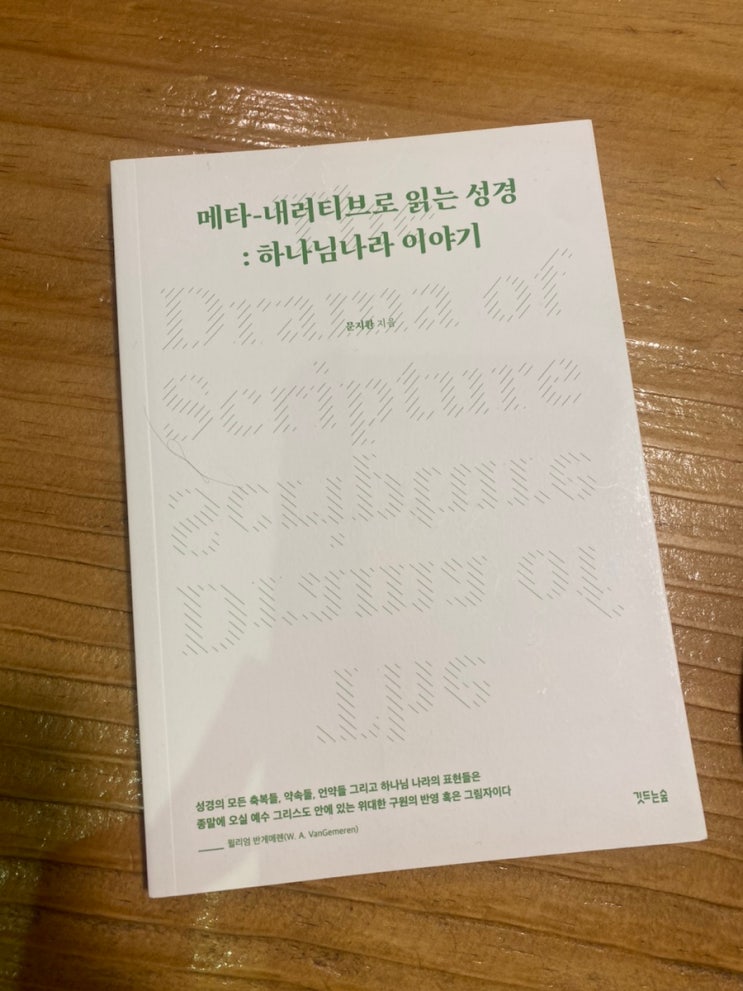 메타-내러티브로 읽는 성경
: 하나님나라 이야기
문지환 지음
The
Drama of
Scripture
성경의 모든 축복들, 약속들, 언약들 그리고 하나님 나라의 표현들은
종말에 오실 예수 그리스도 안에 있는 위대한 구원의 반영 혹은 그림자이다
윌리엄 반게메렌(W. A. VanGemeren)
깃드는숲